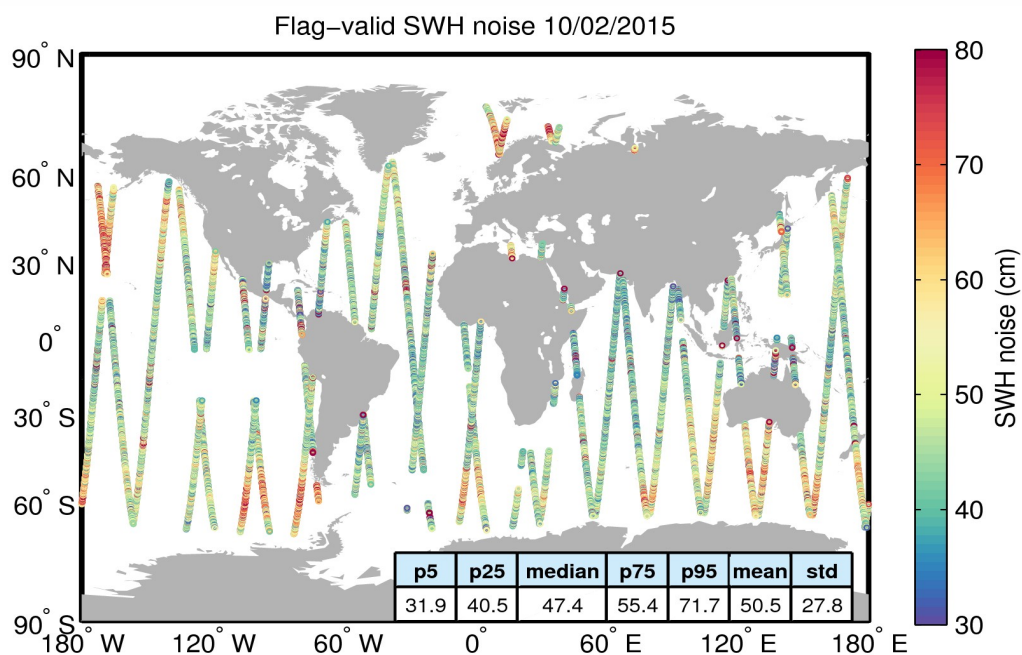 Flag−valid SWH noise 10/02/2015
90° N
60° N
30° N
0°
30° S
60° S
90° S
180° W
120° W
60° W
0°
60° E
120° E
180° E
p5 p25 median p75 p95 mean std
31.9 40.5 47.4 55.4 71.7 50.5 27.8
80
70
60
50
40
30
SWH noise (cm)